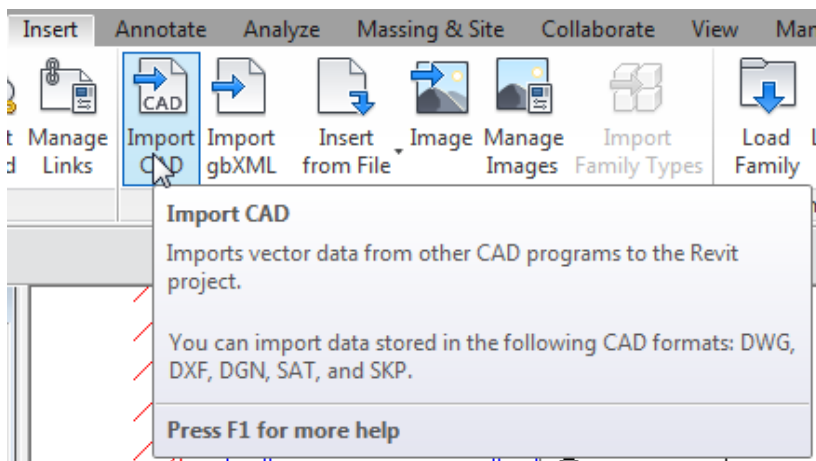 Insert Annotate Analyze Massing & Site Collaborate View
CAD
Manage Import Import Insert Image Manage Import Load
Links CAD gbXML from File Images Family Types Family
Import CAD
Imports vector data from other CAD programs to the Revit
project.
You can import data stored in the following CAD formats: DWG,
DXF, DGN, SAT, and SKP.
Press F1 for more help